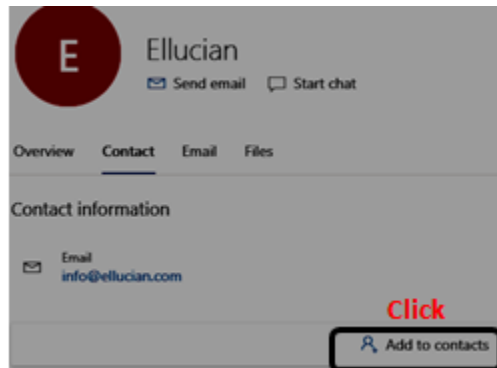 E
Ellucian
Send email Start chat
Overview Contact Email Files
Contact information
Email
info@ellucian.com
Click
Add to contacts